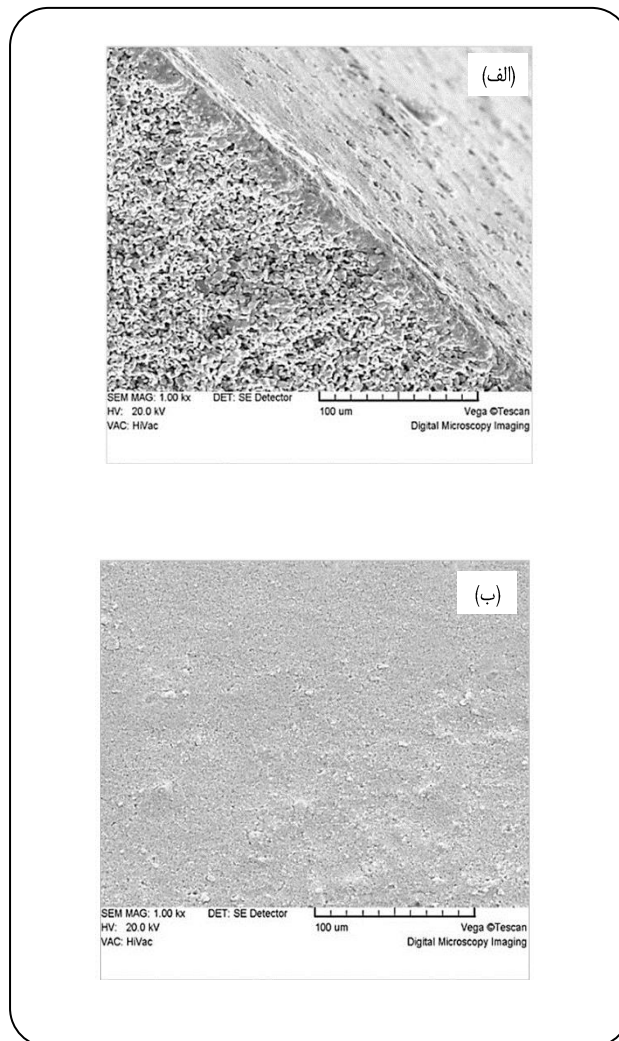 (الف)
SEM MAG: 1.00 kx DET: SE Detector
HV: 20.0 kV 100 um Vega ©Tescan
VAC: HiVac Digital Microscopy Imaging
(ب)
SEM MAG: 1.00 kx DET: SE Detector
HV: 20.0 kV 100 um Vega ©Tescan
VAC: HiVac Digital Microscopy Imaging